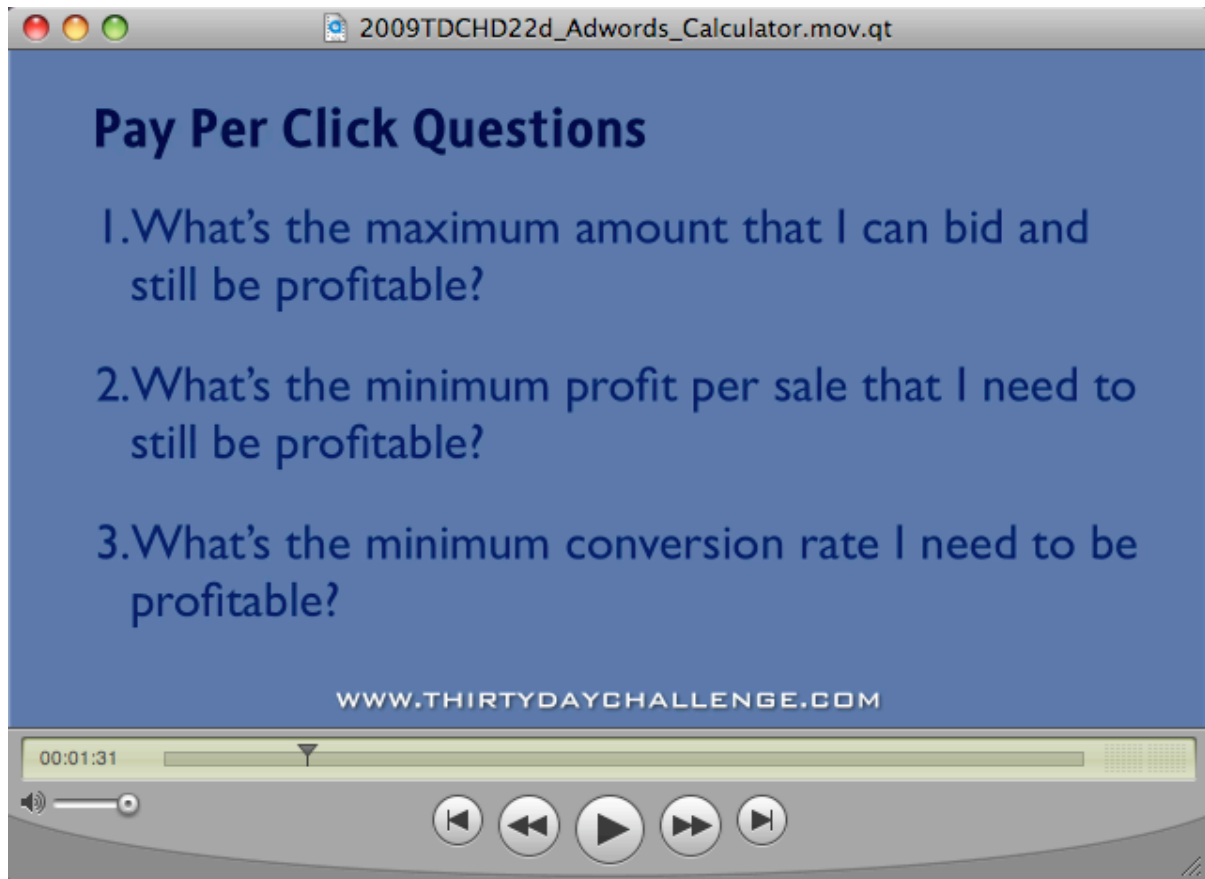 2009TDCHD22d_Adwords_Calculator.mov.qt
Pay Per Click Questions
1.What's the maximum amount that I can bid and
still be profitable?
2.What's the minimum profit per sale that I need to
still be profitable?
3.What's the minimum conversion rate I need to be
profitable?
WWW.THIRTYDAYCHALLENGE.COM
00:01:31